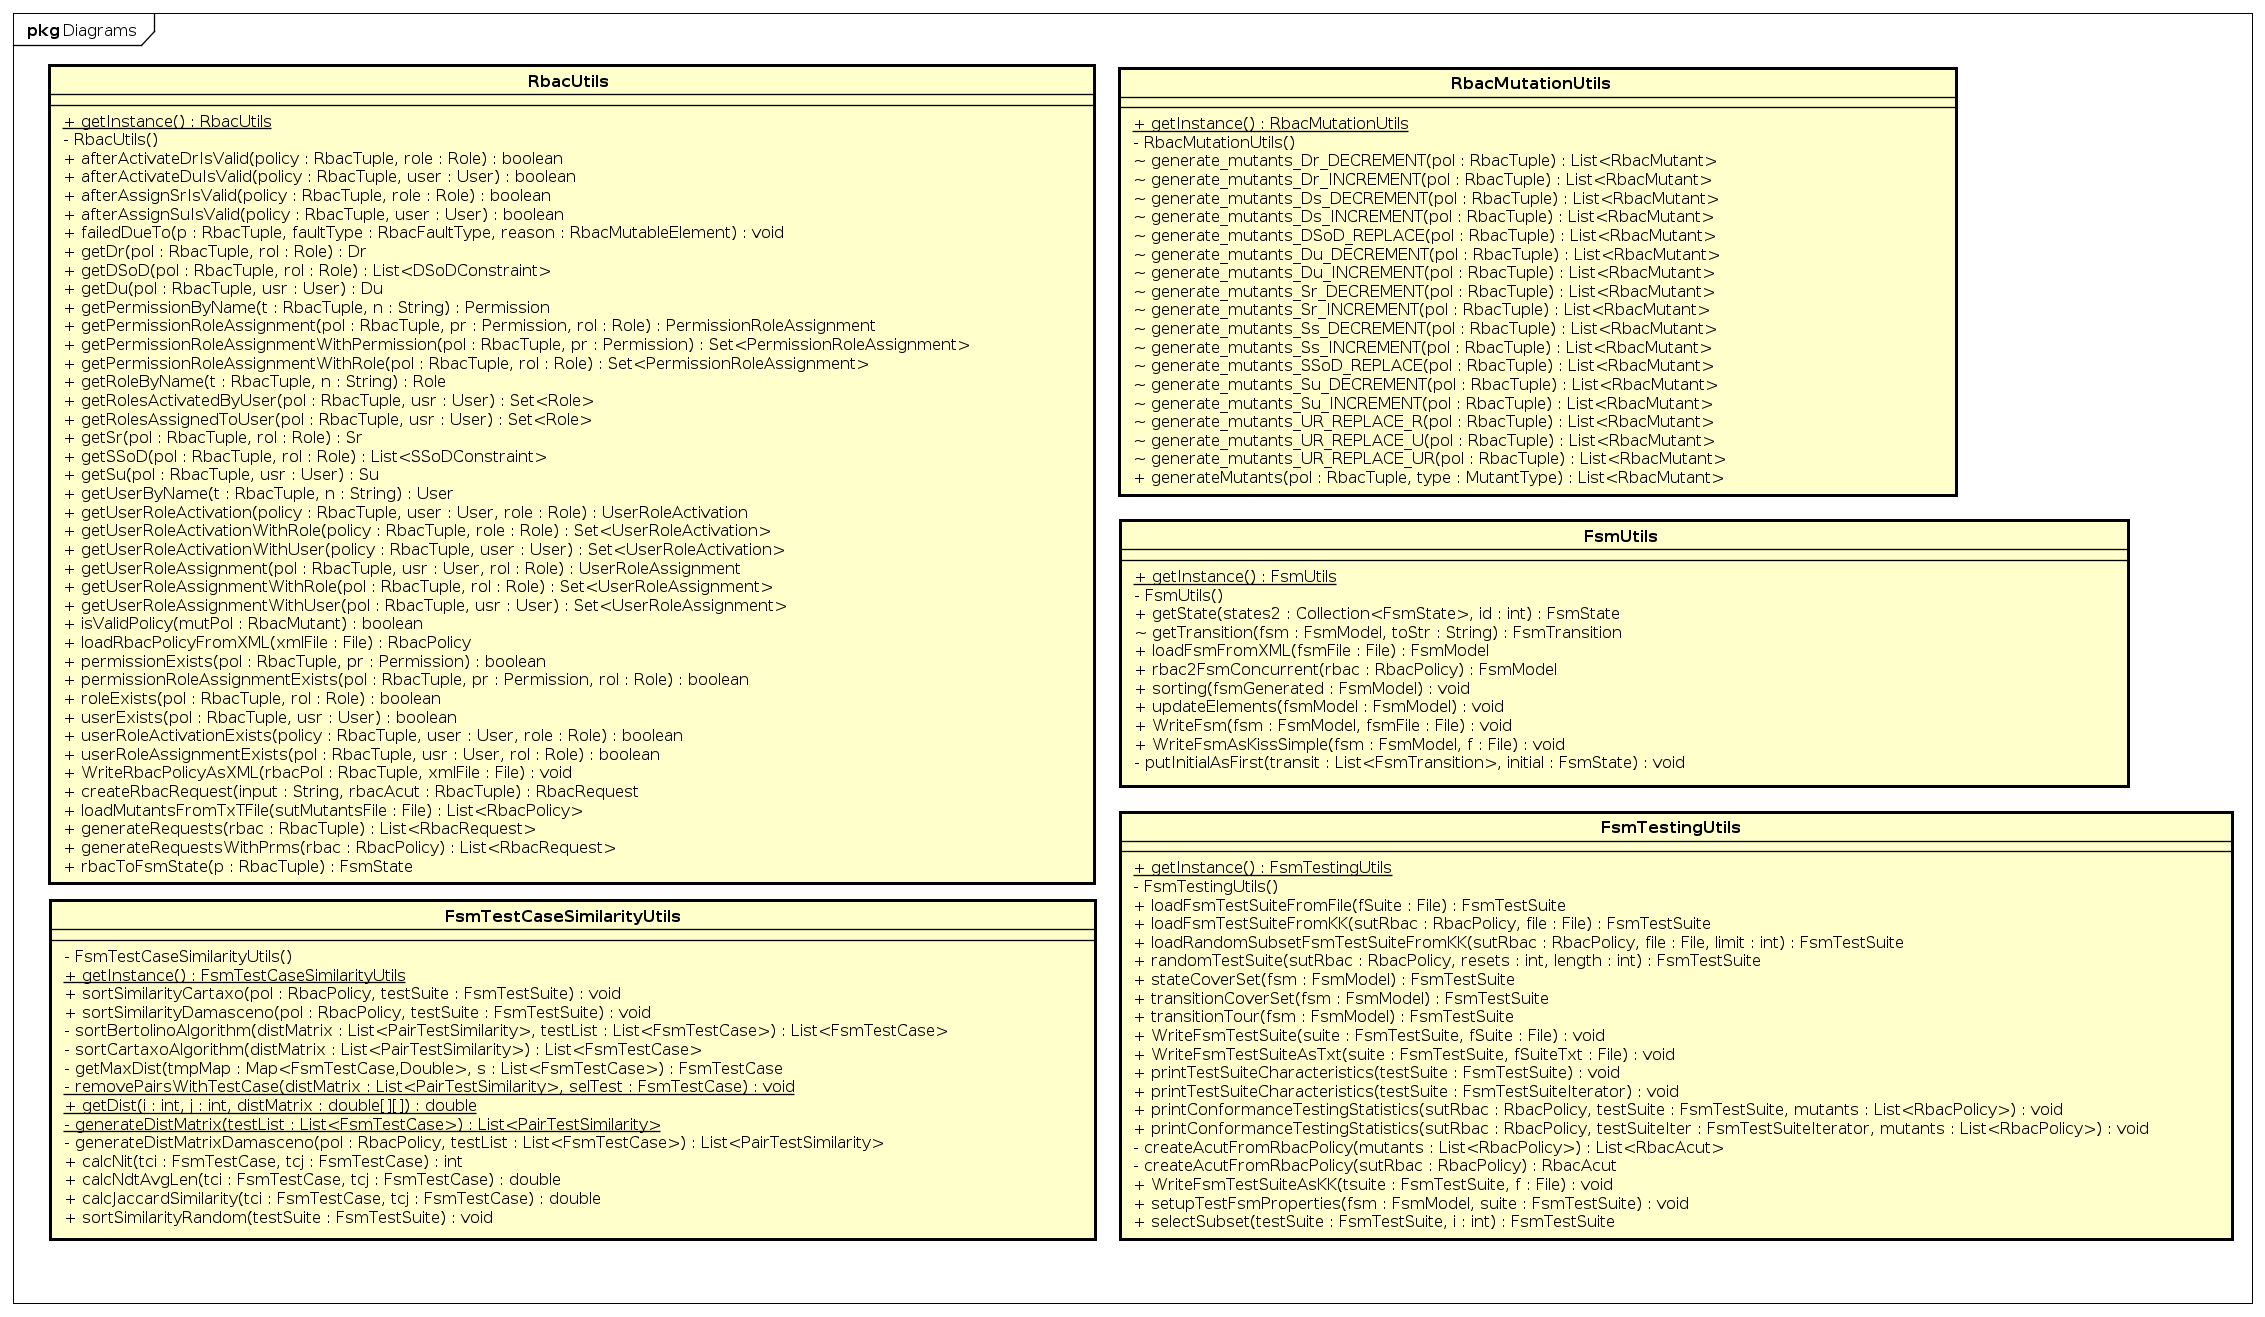 pkg Diagrams
RbacUtils
+ getInstance() : RbacUtils
- RbacUtils()
+ afterActivateDrIsValid(policy : RbacTuple, role : Role) : boolean
+ afterActivateDuIsValid(policy : RbacTuple, user : User) : boolean
+ afterAssignSrIsValid(policy : RbacTuple, role : Role) : boolean
+ afterAssignSuIsValid(policy : RbacTuple, user : User) : boolean
+ failedDueTo(p : RbacTuple, faultType : RbacFaultType, reason : RbacMutableElement) : void
+ getDr(pol : RbacTuple, rol : Role) : Dr
+ getDSoD(pol : RbacTuple, rol : Role) : List<DSoDConstraint>
+ getDu(pol : RbacTuple, usr : User) : Du
+ getPermissionByName(t : RbacTuple, n : String) : Permission
+ getPermissionRoleAssignment(pol : RbacTuple, pr : Permission, rol : Role) : PermissionRoleAssignment
+ getPermissionRoleAssignmentWithPermission(pol : RbacTuple, pr : Permission) : Set<PermissionRoleAssignment>
+ getPermissionRoleAssignmentWithRole(pol : RbacTuple, rol : Role) : Set<PermissionRoleAssignment>
+ getRoleByName(t : RbacTuple, n : String) : Role
+ getRolesActivatedByUser(pol : RbacTuple, usr : User) : Set<Role>
+ getRolesAssignedToUser(pol : RbacTuple, usr : User) : Set<Role>
+ getSr(pol : RbacTuple, rol : Role) : Sr
+ getSSoD(pol : RbacTuple, rol : Role) : List<SSoDConstraint>
+ getSu(pol : RbacTuple, usr : User) : Su
+ getUserByName(t : RbacTuple, n : String) : User
+ getUserRoleActivation(policy : RbacTuple, user : User, role : Role) : UserRoleActivation
+ getUserRoleActivationWithRole(policy : RbacTuple, role : Role) : Set<UserRoleActivation>
+ getUserRoleActivationWithUser(policy : RbacTuple, user : User) : Set<UserRoleActivation>
+ getUserRoleAssignment(pol : RbacTuple, usr : User, rol : Role) : UserRoleAssignment
+ getUserRoleAssignmentWithRole(pol : RbacTuple, rol : Role) : Set<UserRoleAssignment>
+ getUserRoleAssignmentWithUser(pol : RbacTuple, usr : User) : Set<UserRoleAssignment>
+ isValidPolicy(mutPol : RbacMutant) : boolean
+ loadRbacPolicyFromXML(xmlFile : File) : RbacPolicy
+ permissionExists(pol : RbacTuple, pr : Permission) : boolean
+ permissionRoleAssignmentExists(pol : RbacTuple, pr : Permission, rol : Role) : boolean
+ roleExists(pol : RbacTuple, rol : Role) : boolean
+ userExists(pol : RbacTuple, usr : User) : boolean
+ userRoleActivationExists(policy : RbacTuple, user : User, role : Role) : boolean
+ userRoleAssignmentExists(pol : RbacTuple, usr : User, rol : Role) : boolean
+ WriteRbacPolicyAsXML(rbacPol : RbacTuple, xmlFile : File) : void
+ createRbacRequest(input : String, rbacAcut : RbacTuple) : RbacRequest
+ loadMutantsFromTxTFile(sutMutantsFile : File) : List<RbacPolicy>
+ generateRequests(rbac : RbacTuple) : List<RbacRequest>
+ generateRequestsWithPrms(rbac : RbacPolicy) : List<RbacRequest>
+ rbacToFsmState(p : RbacTuple) : FsmState
FsmTestCaseSimilarityUtils
- FsmTestCaseSimilarityUtils()
+ getInstance() : FsmTestCaseSimilarityUtils
+ sortSimilarityCartaxo(pol : RbacPolicy, testSuite : FsmTestSuite) : void
+ sortSimilarityDamasceno(pol : RbacPolicy, testSuite : FsmTestSuite) : void
- sortBertolinoAlgorithm(distMatrix : List<PairTestSimilarity>, testList : List<FsmTestCase>) : List<FsmTestCase>
- sortCartaxoAlgorithm(distMatrix : List<PairTestSimilarity>) : List<FsmTestCase>
- getMaxDist(tmpMap : Map<FsmTestCase,Double>, s : List<FsmTestCase>) : FsmTestCase
- removePairsWithTestCase(distMatrix : List<PairTestSimilarity>, selTest : FsmTestCase) : void
+ getDist(i : int, j : int, distMatrix : double[][]) : double
- generateDistMatrix(testList : List<FsmTestCase>) : List<PairTestSimilarity>
- generateDistMatrixDamasceno(pol : RbacPolicy, testList : List<FsmTestCase>) : List<PairTestSimilarity>
+ calcNit(tci : FsmTestCase, tcj : FsmTestCase) : int
+ calcNdtAvgLen(tci : FsmTestCase, tcj : FsmTestCase) : double
+ calcJaccardSimilarity(tci : FsmTestCase, tcj : FsmTestCase) : double
+ sortSimilarityRandom(testSuite : FsmTestSuite) : void
RbacMutationUtils
+ getInstance() : RbacMutationUtils
- RbacMutationUtils()
~ generate_mutants_Dr_DECREMENT(pol : RbacTuple) : List<RbacMutant>
~ generate_mutants_Dr_INCREMENT(pol : RbacTuple) : List<RbacMutant>
~ generate_mutants_Ds_DECREMENT(pol : RbacTuple) : List<RbacMutant>
~ generate_mutants_Ds_INCREMENT(pol : RbacTuple) : List<RbacMutant>
~ generate_mutants_DSoD_REPLACE(pol : RbacTuple) : List<RbacMutant>
~ generate_mutants_Du_DECREMENT(pol : RbacTuple) : List<RbacMutant>
~ generate_mutants_Du_INCREMENT(pol : RbacTuple) : List<RbacMutant>
~ generate_mutants_Sr_DECREMENT(pol : RbacTuple) : List<RbacMutant>
~ generate_mutants_Sr_INCREMENT(pol : RbacTuple) : List<RbacMutant>
~ generate_mutants_Ss_DECREMENT(pol : RbacTuple) : List<RbacMutant>
~ generate_mutants_Ss_INCREMENT(pol : RbacTuple) : List<RbacMutant>
~ generate_mutants_SSoD_REPLACE(pol : RbacTuple) : List<RbacMutant>
~ generate_mutants_Su_DECREMENT(pol : RbacTuple) : List<RbacMutant>
~ generate_mutants_Su_INCREMENT(pol : RbacTuple) : List<RbacMutant>
~ generate_mutants_UR_REPLACE_R(pol : RbacTuple) : List<RbacMutant>
~ generate_mutants_UR_REPLACE_U(pol : RbacTuple) : List<RbacMutant>
~ generate_mutants_UR_REPLACE_UR(pol : RbacTuple) : List<RbacMutant>
+ generateMutants(pol : RbacTuple, type : MutantType) : List<RbacMutant>
FsmUtils
+ getInstance() : FsmUtils
- FsmUtils()
+ getState(states2 : Collection<FsmState>, id : int) : FsmState
~ getTransition(fsm : FsmModel, toStr : String) : FsmTransition
+ loadFsmFromXML(fsmFile : File) : FsmModel
+ rbac2FsmConcurrent(rbac : RbacPolicy) : FsmModel
+ sorting(fsmGenerated : FsmModel) : void
+ updateElements(fsmModel : FsmModel) : void
+ WriteFsm(fsm : FsmModel, fsmFile : File) : void
+ WriteFsmAsKissSimple(fsm : FsmModel, f : File) : void
- putInitialAsFirst(transit : List<FsmTransition>, initial : FsmState) : void
FsmTestingUtils
+ getInstance() : FsmTestingUtils
- FsmTestingUtils()
+ loadFsmTestSuiteFromFile(fSuite : File) : FsmTestSuite
+ loadFsmTestSuiteFromKK(sutRbac : RbacPolicy, file : File) : FsmTestSuite
+ loadRandomSubsetFsmTestSuiteFromKK(sutRbac : RbacPolicy, file : File, limit : int) : FsmTestSuite
+ randomTestSuite(sutRbac : RbacPolicy, resets : int, length : int) : FsmTestSuite
+ stateCoverSet(fsm : FsmModel) : FsmTestSuite
+ transitionCoverSet(fsm : FsmModel) : FsmTestSuite
+ transitionTour(fsm : FsmModel) : FsmTestSuite
+ WriteFsmTestSuite(suite : FsmTestSuite, fSuite : File) : void
+ WriteFsmTestSuiteAsTxt(suite : FsmTestSuite, fSuiteTxt : File) : void
+ printTestSuiteCharacteristics(testSuite : FsmTestSuite) : void
+ printTestSuiteCharacteristics(testSuite : FsmTestSuiteIterator) : void
+ printConformanceTestingStatistics(sutRbac : RbacPolicy, testSuite : FsmTestSuite, mutants : List<RbacPolicy>) : void
+ printConformanceTestingStatistics(sutRbac : RbacPolicy, testSuiteIter : FsmTestSuiteIterator, mutants : List<RbacPolicy>) : void
- createAcutFromRbacPolicy(mutants : List<RbacPolicy>) : List<RbacAcut>
- createAcutFromRbacPolicy(sutRbac : RbacPolicy) : RbacAcut
+ WriteFsmTestSuiteAsKK(tsuite : FsmTestSuite, f : File) : void
+ setupTestFsmProperties(fsm : FsmModel, suite : FsmTestSuite) : void
+ selectSubset(testSuite : FsmTestSuite, i : int) : FsmTestSuite